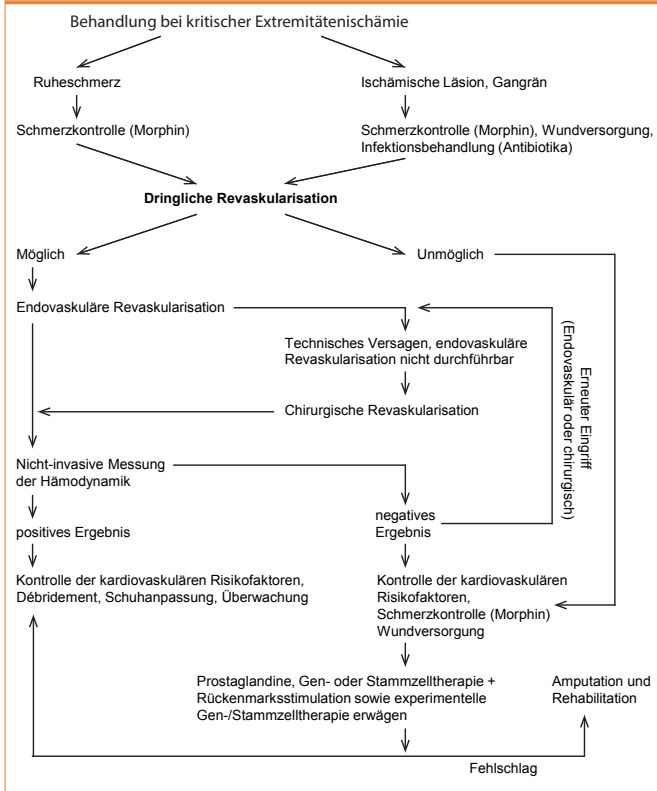 Behandlung bei kritischer Extremitätenischämie
Ruheschmerz
Ischämische Läsion, Gangrän
Schmerzkontrolle (Morphin)
Schmerzkontrolle (Morphin), Wundversorgung,
Infektionsbehandlung (Antibiotika)
Dringliche Revaskularisation
Möglich
Unmöglich
Endovaskuläre Revaskularisation
Technisches Versagen, endovaskuläre
Revaskularisation nicht durchführbar
Erneuter Eingriff
(Endovaskulär oder chirurgisch)
Chirurgische Revaskularisation
Nicht-invasive Messung
der Hämodynamik
positives Ergebnis
negatives
Ergebnis
Kontrolle der kardiovaskulären Risikofaktoren,
Débridement, Schuhanpassung, Überwachung
Kontrolle der kardiovaskulären
Risikofaktoren,
Schmerzkontrolle (Morphin)
Wundversorgung
Prostaglandine, Gen- oder Stammzelltherapie +
Rückenmarksstimulation sowie experimentelle
Gen-/Stammzelltherapie erwägen
Amputation und
Rehabilitation
Fehlschlag